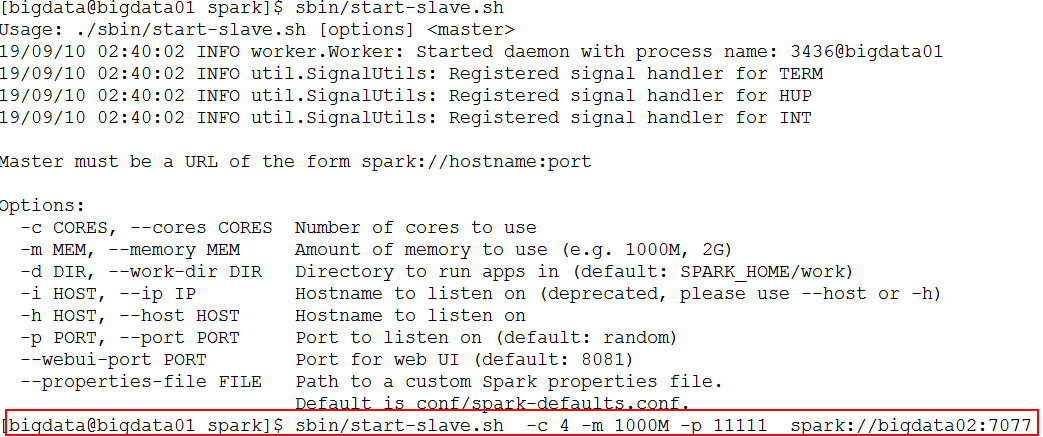 [bigdata@bigdata01 spark]$ sbin/start-slave.sh
Usage: ./sbin/start-slave.sh [options] <master>
19/09/10 02:40:02 INFO worker.Worker: Started daemon with process name: 3436@bigdata01
19/09/10 02:40:02 INFO util.SignalUtils: Registered signal handler for TERM
19/09/10 02:40:02 INFO util.SignalUtils: Registered signal handler for HUP
19/09/10 02:40:02 INFO util.SignalUtils: Registered signal handler for INT
Master must be a URL of the form spark://hostname:port
Options:
-c CORES, --cores CORES Number of cores to use
-m MEM, --memory MEM Amount of memory to use (e.g. 1000M, 2G)
-d DIR, --work-dir DIR Directory to run apps in (default: SPARK_HOME/work)
-i HOST, --ip IP Hostname to listen on (deprecated, please use --host or -h)
-h HOST, --host HOST Hostname to listen on
-p PORT, --port PORT Port to listen on (default: random)
--webui-port PORT Port for web UI (default: 8081)
--properties-file FILE Path to a custom Spark properties file.
Default is conf/spark-defaults.conf.
[bigdata@bigdata01 spark]$ sbin/start-slave.sh -c 4 -m 1000M -p 11111 spark://bigdata02:7077